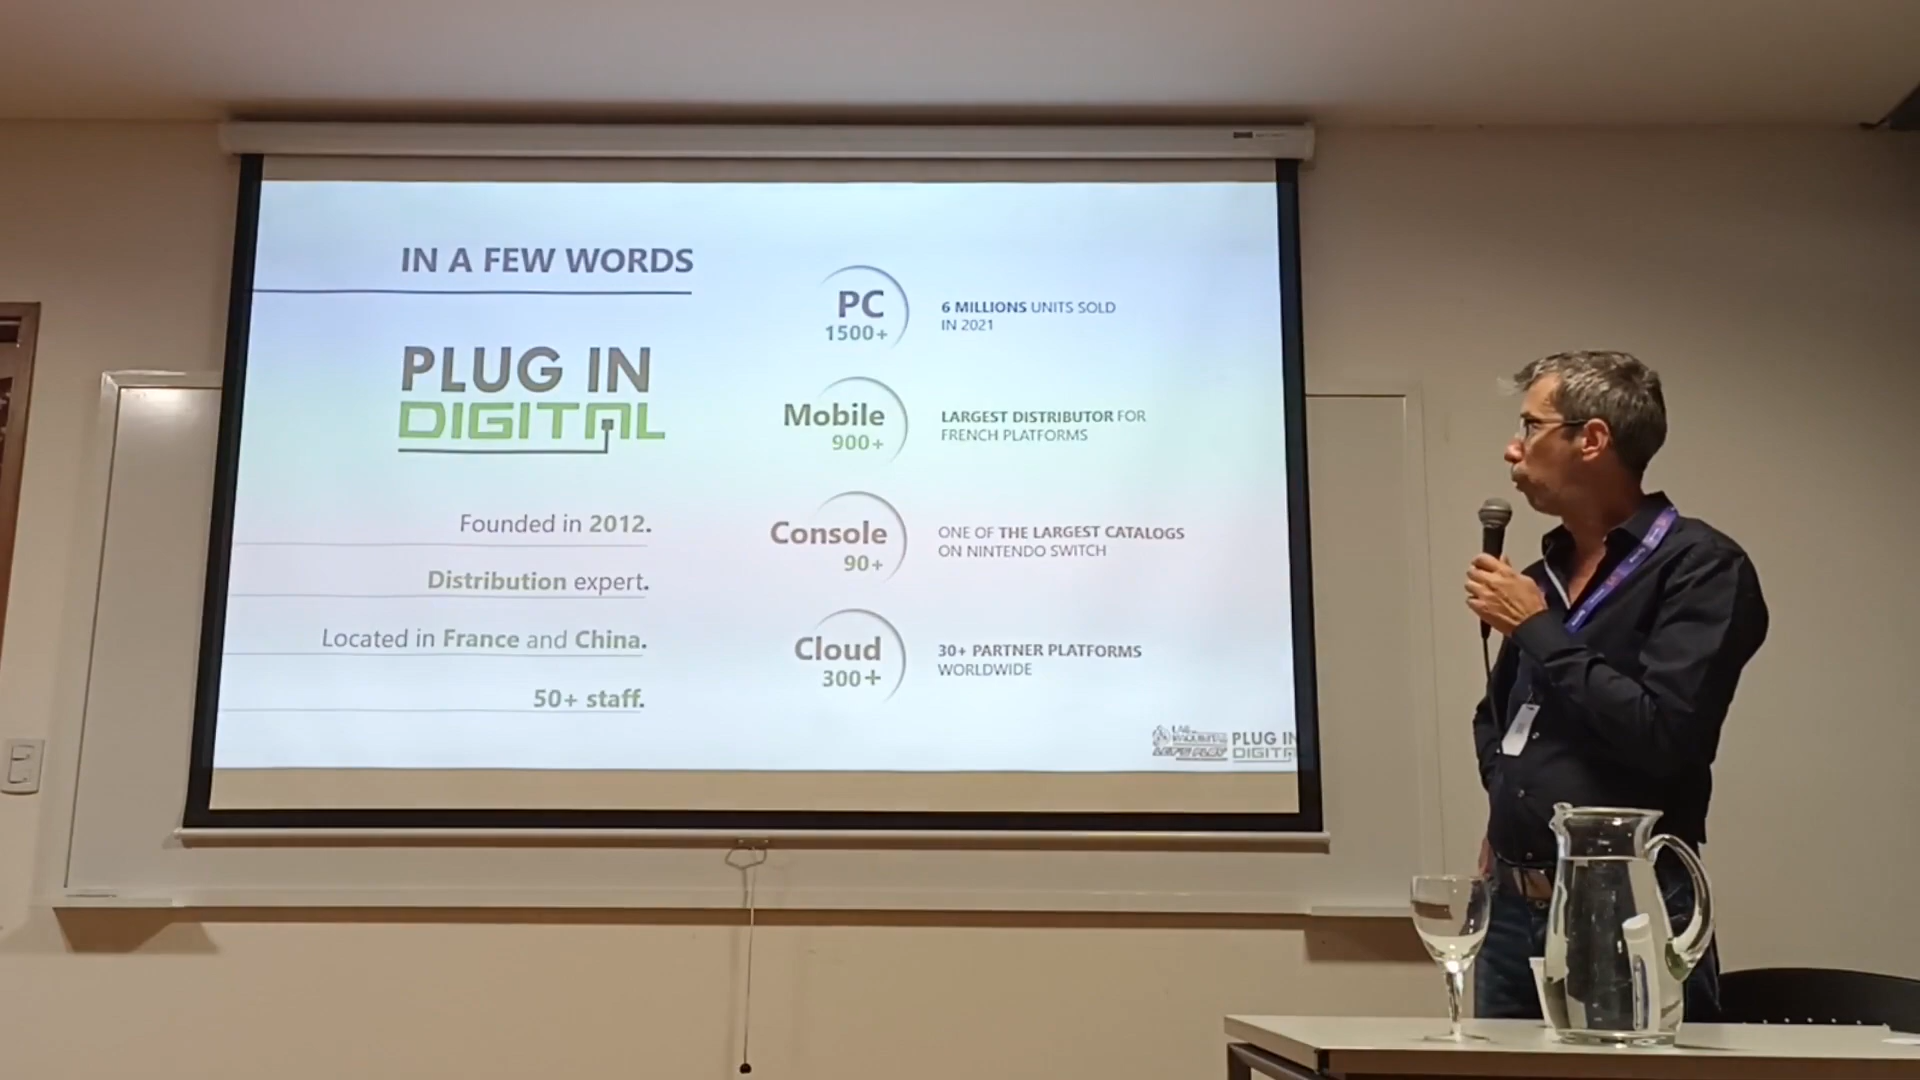 IN A FEW WORDS
PLUG IN
DIGITAL
Founded in 2012.
Distribution expert.
Located in France and China.
50+ staff.
PC
1500+
6 MILLIONS UNITS SOLD
IN 2021
Mobile
900+
LARGEST DISTRIBUTOR FOR
FRENCH PLATFORMS
Console
90+
ONE OF THE LARGEST CATALOGS
ON NINTENDO SWITCH
Cloud
300+
30+ PARTNER PLATFORMS
WORLDWIDE
PLUG IN
DIGITA